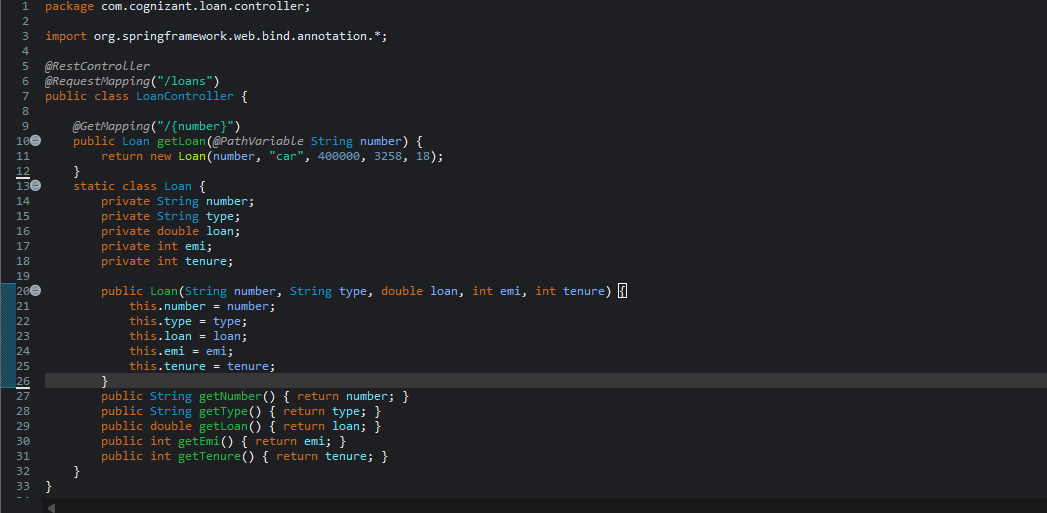 1 package com.cognizant.loan.controller;
2
3 import org.springframework.web.bind.annotation.*;
4
5 @RestController
6 @RequestMapping("/loans")
7 public class LoanController {
8
9     @GetMapping("/{number}")
10     public Loan getLoan(@PathVariable String number) {
11         return new Loan(number, "car", 400000, 3258, 18);
12     }
13     static class Loan {
14         private String number;
15         private String type;
16         private double loan;
17         private int emi;
18         private int tenure;
19
20         public Loan(String number, String type, double loan, int emi, int tenure) {
21             this.number = number;
22             this.type = type;
23             this.loan = loan;
24             this.emi = emi;
25             this.tenure = tenure;
26         }
27         public String getNumber() { return number; }
28         public String getType() { return type; }
29         public double getLoan() { return loan; }
30         public int getEmi() { return emi; }
31         public int getTenure() { return tenure; }
32     }
33 }